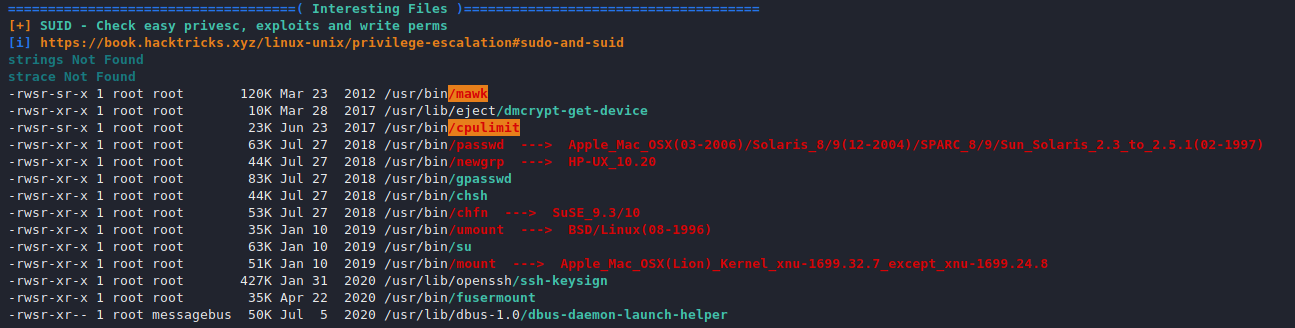 ====================================( Interesting Files )=====================================
[+] SUID - Check easy privesc, exploits and write perms
[i] https://book.hacktricks.xyz/linux-unix/privilege-escalation#sudo-and-suid
strings Not Found
strace Not Found
-rwsr-sr-x 1 root root       120K Mar 23  2012 /usr/bin/mawk
-rwsr-xr-x 1 root root        10K Mar 28  2017 /usr/lib/eject/dmcrypt-get-device
-rwsr-sr-x 1 root root        23K Jun 23  2017 /usr/bin/cpulimit
-rwsr-xr-x 1 root root        63K Jul 27  2018 /usr/bin/passwd  --->  Apple_Mac_OSX(03-2006)/Solaris_8/9(12-2004)/SPARC_8/9/Sun_Solaris_2.3_to_2.5.1(02-1997)
-rwsr-xr-x 1 root root        44K Jul 27  2018 /usr/bin/newgrp  --->  HP-UX_10.20
-rwsr-xr-x 1 root root        83K Jul 27  2018 /usr/bin/gpasswd
-rwsr-xr-x 1 root root        44K Jul 27  2018 /usr/bin/chsh
-rwsr-xr-x 1 root root        53K Jul 27  2018 /usr/bin/chfn  --->  SuSE_9.3/10
-rwsr-xr-x 1 root root        35K Jan 10  2019 /usr/bin/umount  --->  BSD/Linux(08-1996)
-rwsr-xr-x 1 root root        63K Jan 10  2019 /usr/bin/su
-rwsr-xr-x 1 root root        51K Jan 10  2019 /usr/bin/mount  --->  Apple_Mac_OSX(Lion)_Kernel_xnu-1699.32.7_except_xnu-1699.24.8
-rwsr-xr-x 1 root root       427K Jan 31  2020 /usr/lib/openssh/ssh-keysign
-rwsr-xr-x 1 root root        35K Apr 22  2020 /usr/bin/fusermount
-rwsr-xr-- 1 root messagebus  50K Jul  5  2020 /usr/lib/dbus-1.0/dbus-daemon-launch-helper